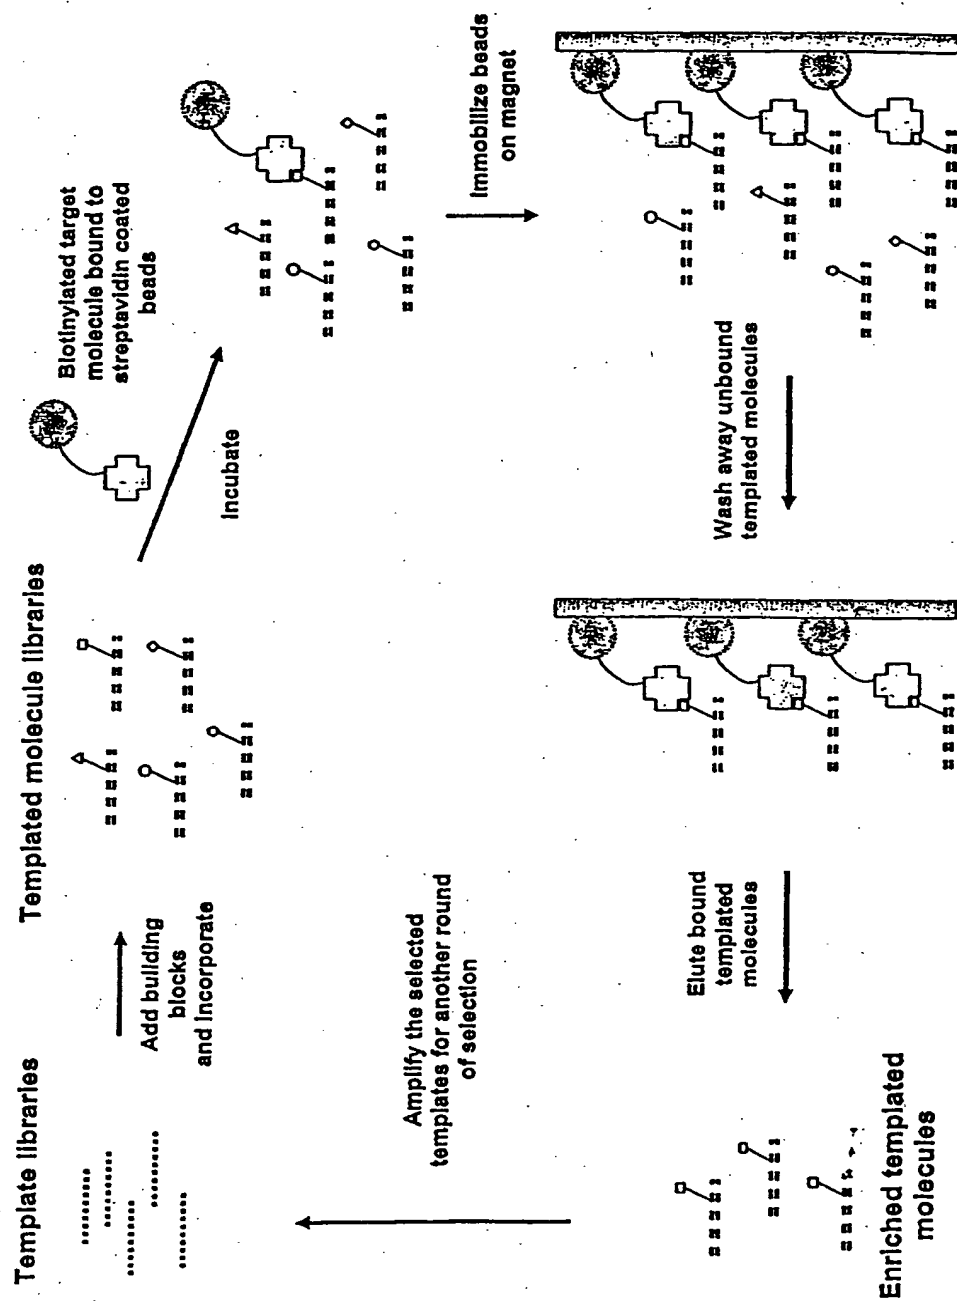 Template libraries
Add building
blocks
and incorporate
Templated molecule libraries
Biotinylated target
molecule bound to
streptavidin coated
beads
Incubate
Immobilize beads
on magnet
Wash away unbound
templated molecules
Elute bound
templated
molecules
Enriched templated
molecules
Amplify the selected
templates for another round
of selection